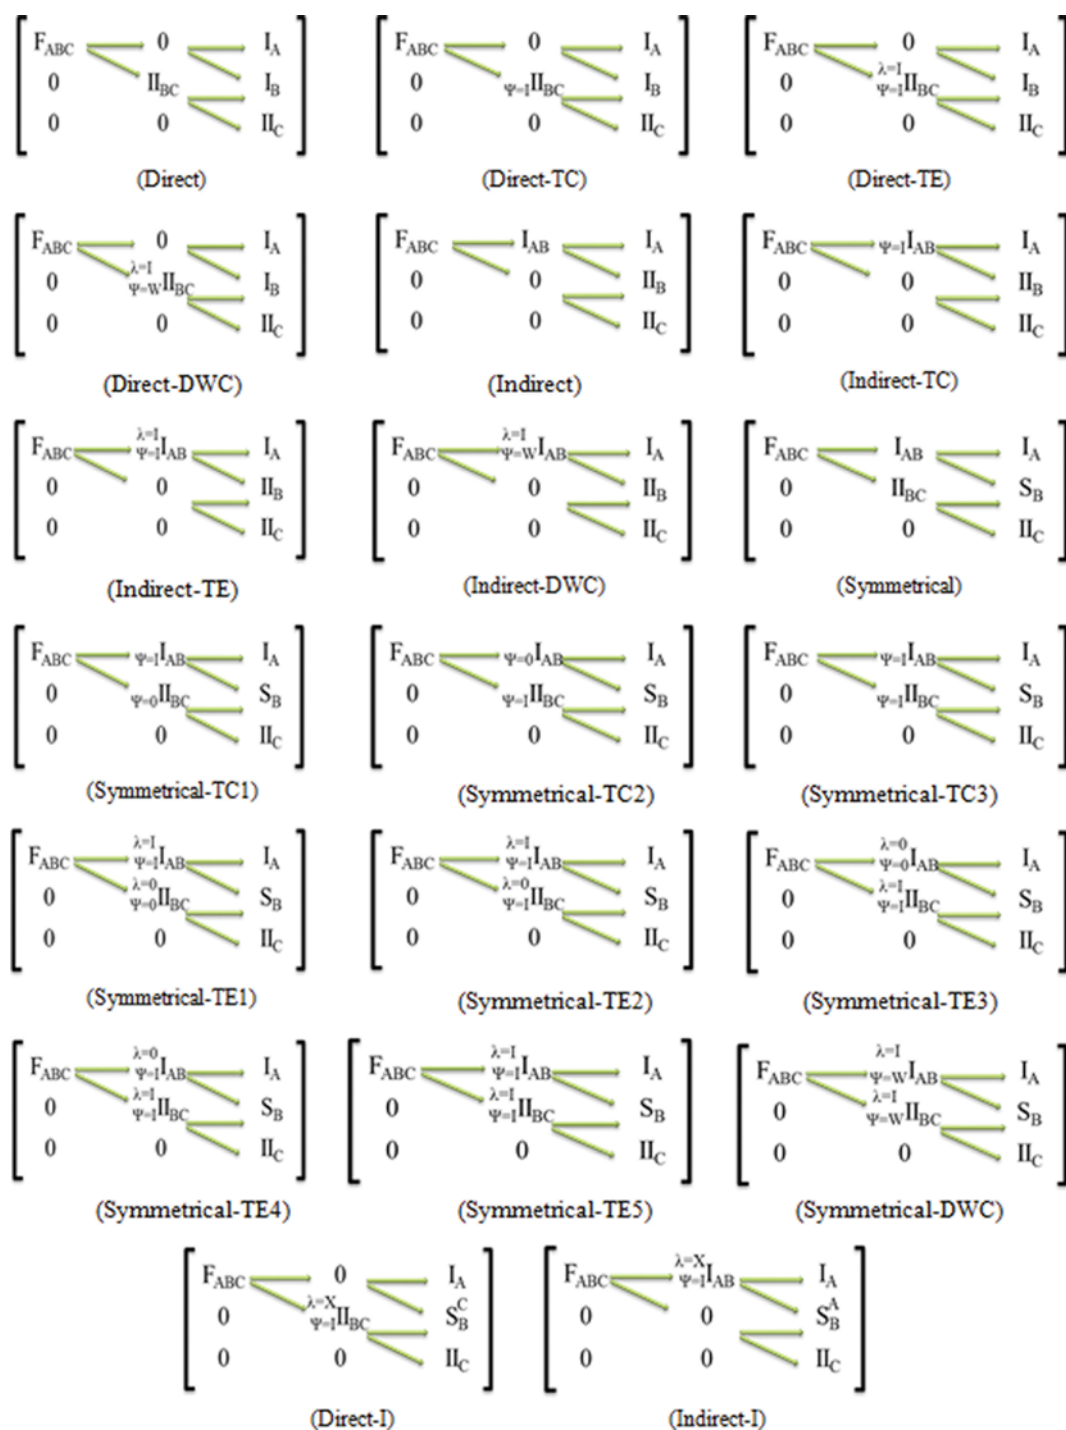 F_ABC 0 I_A
0 II_BC I_B
0 0 II_C
(Direct)
F_ABC 0 I_A
0 Ψ=I II_BC I_B
0 0 II_C
(Direct-TC)
F_ABC 0 I_A
0 λ=I Ψ=I II_BC I_B
0 0 II_C
(Direct-TE)
F_ABC 0 I_A
0 λ=I Ψ=W II_BC I_B
0 0 II_C
(Direct-DWC)
F_ABC I_AB I_A
0 0 II_B
0 0 II_C
(Indirect)
F_ABC Ψ=I I_AB I_A
0 0 II_B
0 0 II_C
(Indirect-TC)
F_ABC λ=I Ψ=I I_AB I_A
0 0 II_B
0 0 II_C
(Indirect-TE)
F_ABC λ=I Ψ=W I_AB I_A
0 0 II_B
0 0 II_C
(Indirect-DWC)
F_ABC I_AB I_A
0 II_BC S_B
0 0 II_C
(Symmetrical)
F_ABC Ψ=I I_AB I_A
0 Ψ=0 II_BC S_B
0 0 II_C
(Symmetrical-TC1)
F_ABC Ψ=0 I_AB I_A
0 Ψ=I II_BC S_B
0 0 II_C
(Symmetrical-TC2)
F_ABC Ψ=I I_AB I_A
0 Ψ=I II_BC S_B
0 0 II_C
(Symmetrical-TC3)
F_ABC λ=I Ψ=I I_AB I_A
0 λ=0 Ψ=0 II_BC S_B
0 0 II_C
(Symmetrical-TE1)
F_ABC λ=I Ψ=I I_AB I_A
0 λ=0 Ψ=I II_BC S_B
0 0 II_C
(Symmetrical-TE2)
F_ABC λ=0 Ψ=0 I_AB I_A
0 λ=I Ψ=I II_BC S_B
0 0 II_C
(Symmetrical-TE3)
F_ABC λ=0 Ψ=I I_AB I_A
0 λ=I Ψ=I II_BC S_B
0 0 II_C
(Symmetrical-TE4)
F_ABC λ=I Ψ=I I_AB I_A
0 λ=I Ψ=I II_BC S_B
0 0 II_C
(Symmetrical-TE5)
F_ABC λ=I Ψ=W I_AB I_A
0 λ=I Ψ=W II_BC S_B
0 0 II_C
(Symmetrical-DWC)
F_ABC 0 I_A
0 λ=X Ψ=I II_BC S_B^C
0 0 II_C
(Direct-I)
F_ABC λ=X Ψ=I I_AB I_A
0 0 S_B^A
0 0 II_C
(Indirect-I)